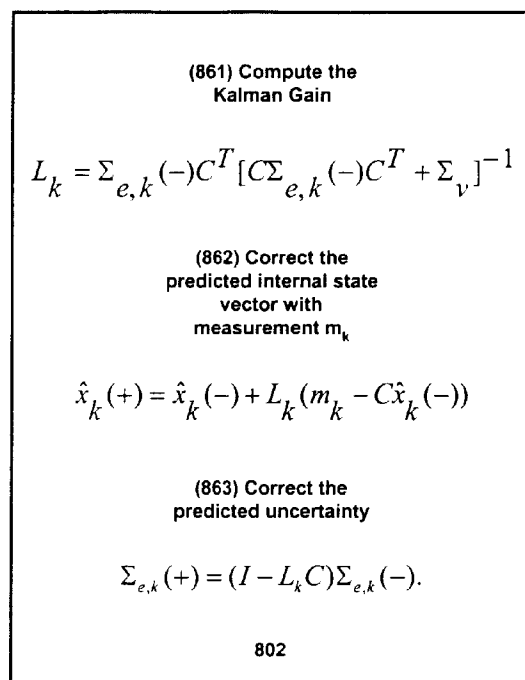 (861) Compute the
Kalman Gain
L_k = Σ_{e,k}(−)C^T[CΣ_{e,k}(−)C^T + Σ_ν]^{−1}
(862) Correct the
predicted internal state
vector with
measurement m_k
x̂_k(+) = x̂_k(−) + L_k(m_k − Cx̂_k(−))
(863) Correct the
predicted uncertainty
Σ_{e,k}(+) = (I − L_kC)Σ_{e,k}(−).
802